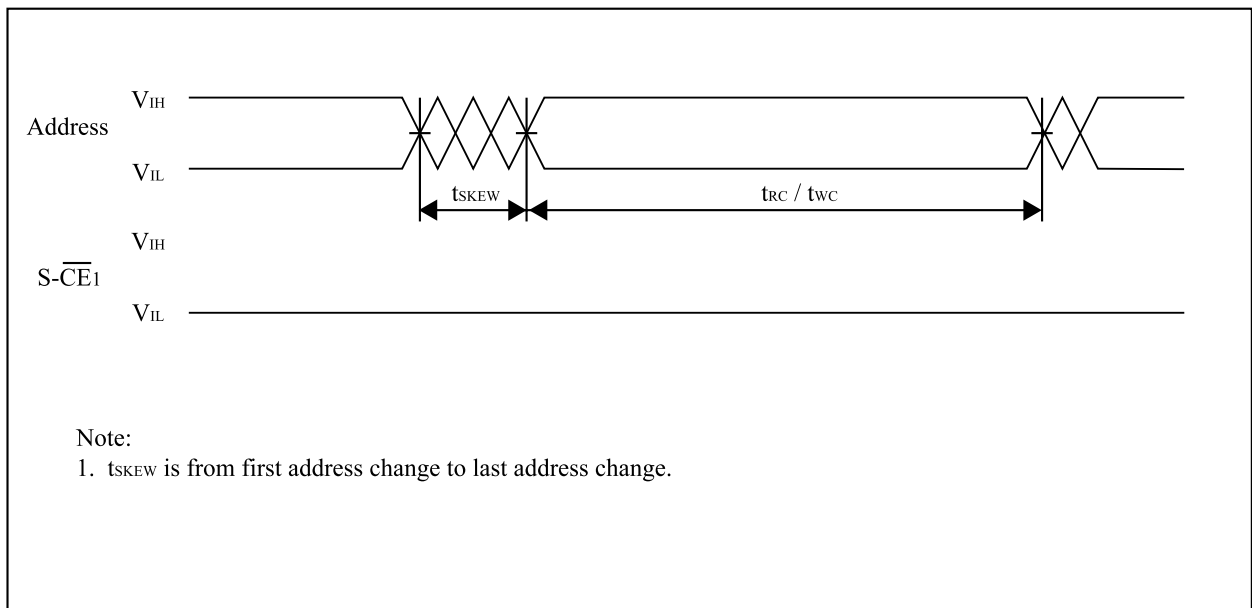 VIH
Address
VIL
tSKEW
tRC / tWC
VIH
S-C̅E̅1
VIL
Note:
1. tSKEW is from first address change to last address change.